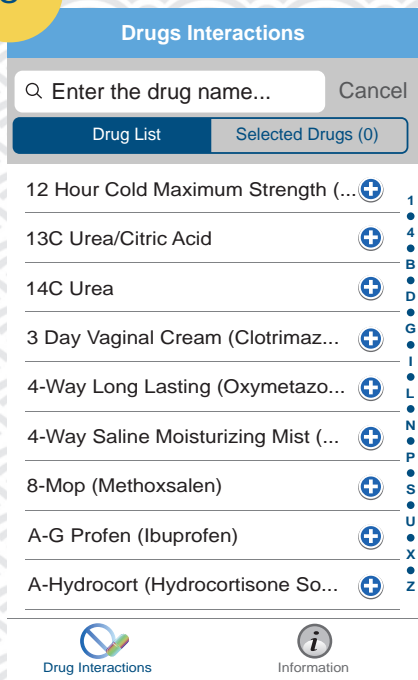 Drugs Interactions
Enter the drug name... Cancel
Drug List Selected Drugs (0)
12 Hour Cold Maximum Strength (...
13C Urea/Citric Acid
14C Urea
3 Day Vaginal Cream (Clotrimaz...
4-Way Long Lasting (Oxymetazo...
4-Way Saline Moisturizing Mist (...
8-Mop (Methoxsalen)
A-G Profen (Ibuprofen)
A-Hydrocort (Hydrocortisone So...
1
4
B
D
G
I
L
N
P
S
U
X
Z
Drug Interactions Information